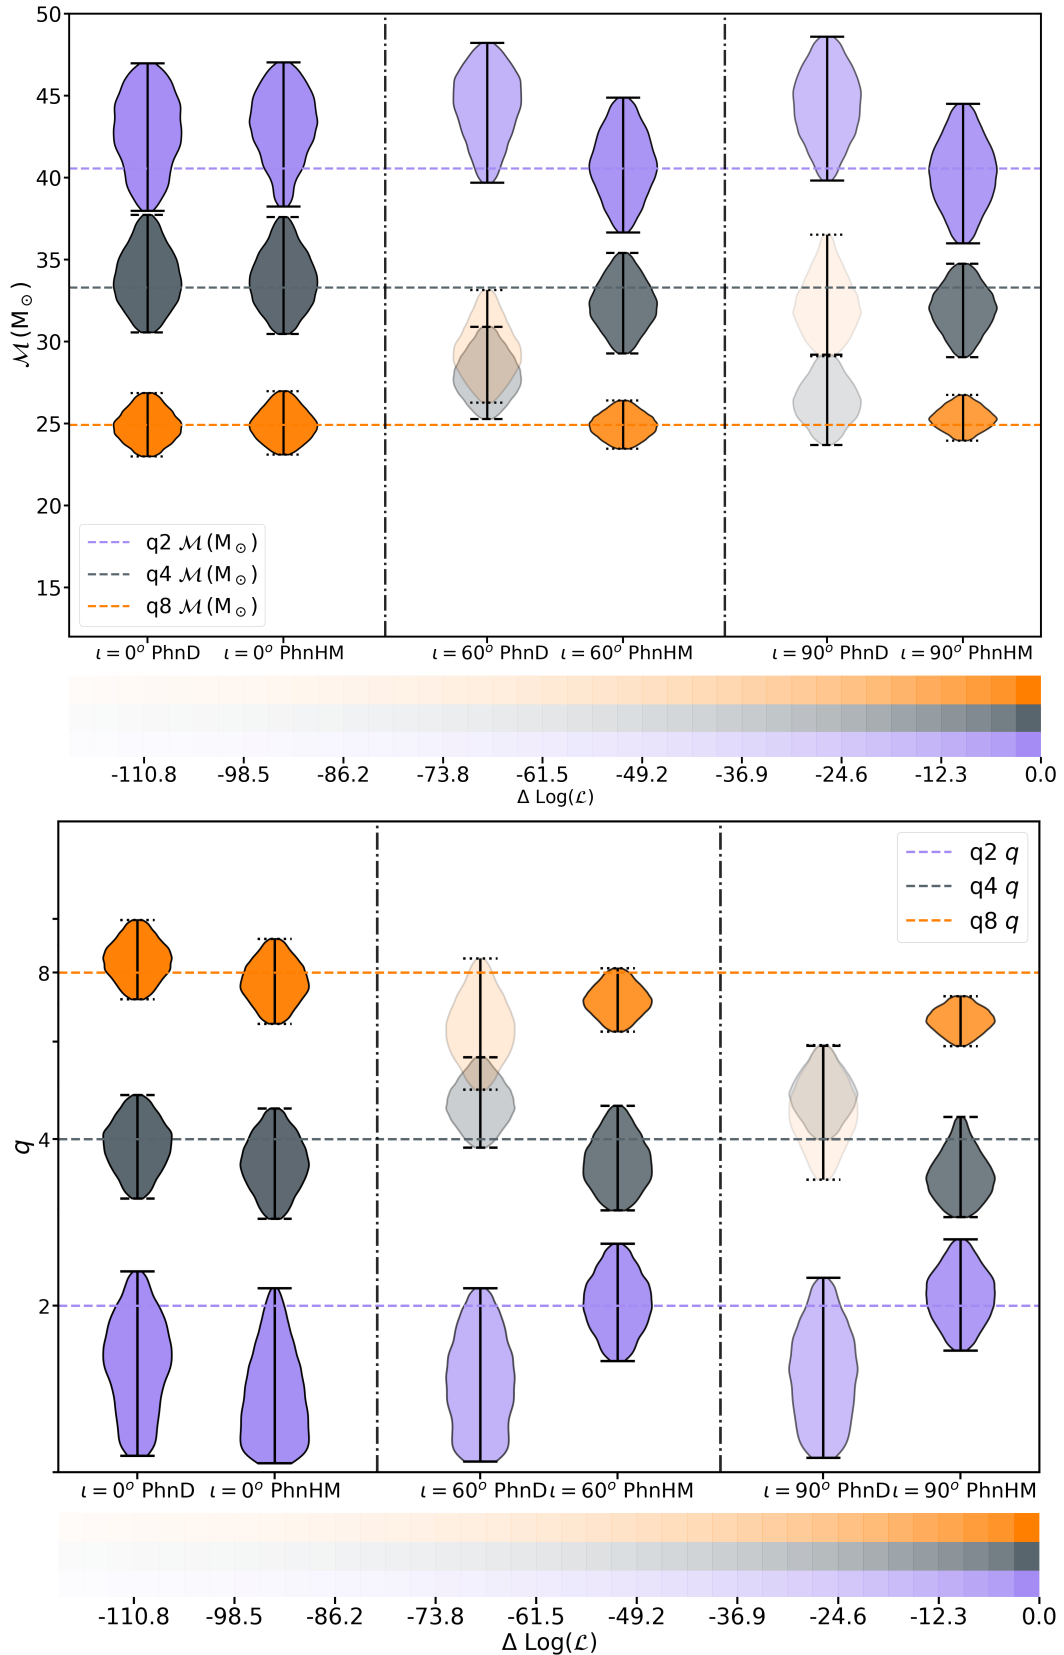 50
45
40
35
30
25
20
15
ℳ(M⊙)
q2 ℳ(M⊙)
q4 ℳ(M⊙)
q8 ℳ(M⊙)
ι = 0° PhnD ι = 0° PhnHM ι = 60° PhnD ι = 60° PhnHM ι = 90° PhnD ι = 90° PhnHM
-110.8 -98.5 -86.2 -73.8 -61.5 -49.2 -36.9 -24.6 -12.3 0.0
Δ Log(ℒ)
q2 q
q4 q
q8 q
8
4
2
q
ι = 0° PhnD ι = 0° PhnHM ι = 60° PhnD ι = 60° PhnHM ι = 90° PhnD ι = 90° PhnHM
-110.8 -98.5 -86.2 -73.8 -61.5 -49.2 -36.9 -24.6 -12.3 0.0
Δ Log(ℒ)